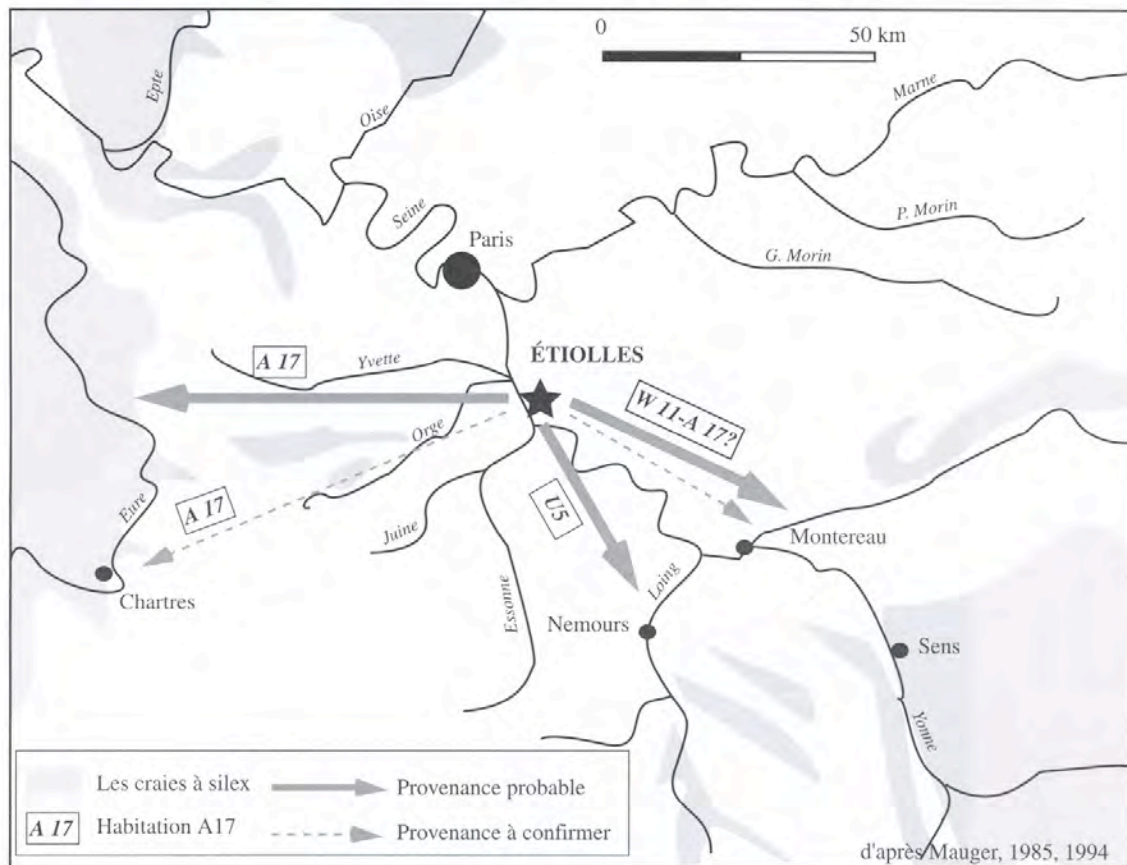 0
50 km
Epte
Oise
Marne
Seine
P. Morin
Paris
G. Morin
A 17
Yvette
ÉTIOLLES
W 11-A 17?
Orge
U5
A 17
Eure
Juine
Montereau
Chartres
Essonne
Loing
Nemours
Sens
Yonne
Les craies à silex
Provenance probable
A 17
Habitation A17
Provenance à confirmer
d'après Mauger, 1985, 1994